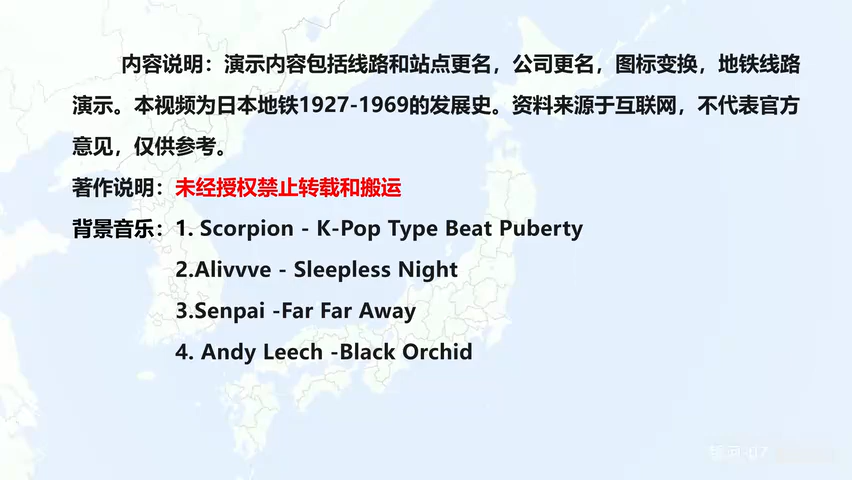 内容说明：演示内容包括线路和站点更名，公司更名，图标变换，地铁线路
演示。本视频为日本地铁1927-1969的发展史。资料来源于互联网，不代表官方
意见，仅供参考。
著作说明：未经授权禁止转载和搬运
背景音乐：1. Scorpion - K-Pop Type Beat Puberty
2.Alivvve - Sleepless Night
3.Senpai -Far Far Away
4. Andy Leech -Black Orchid